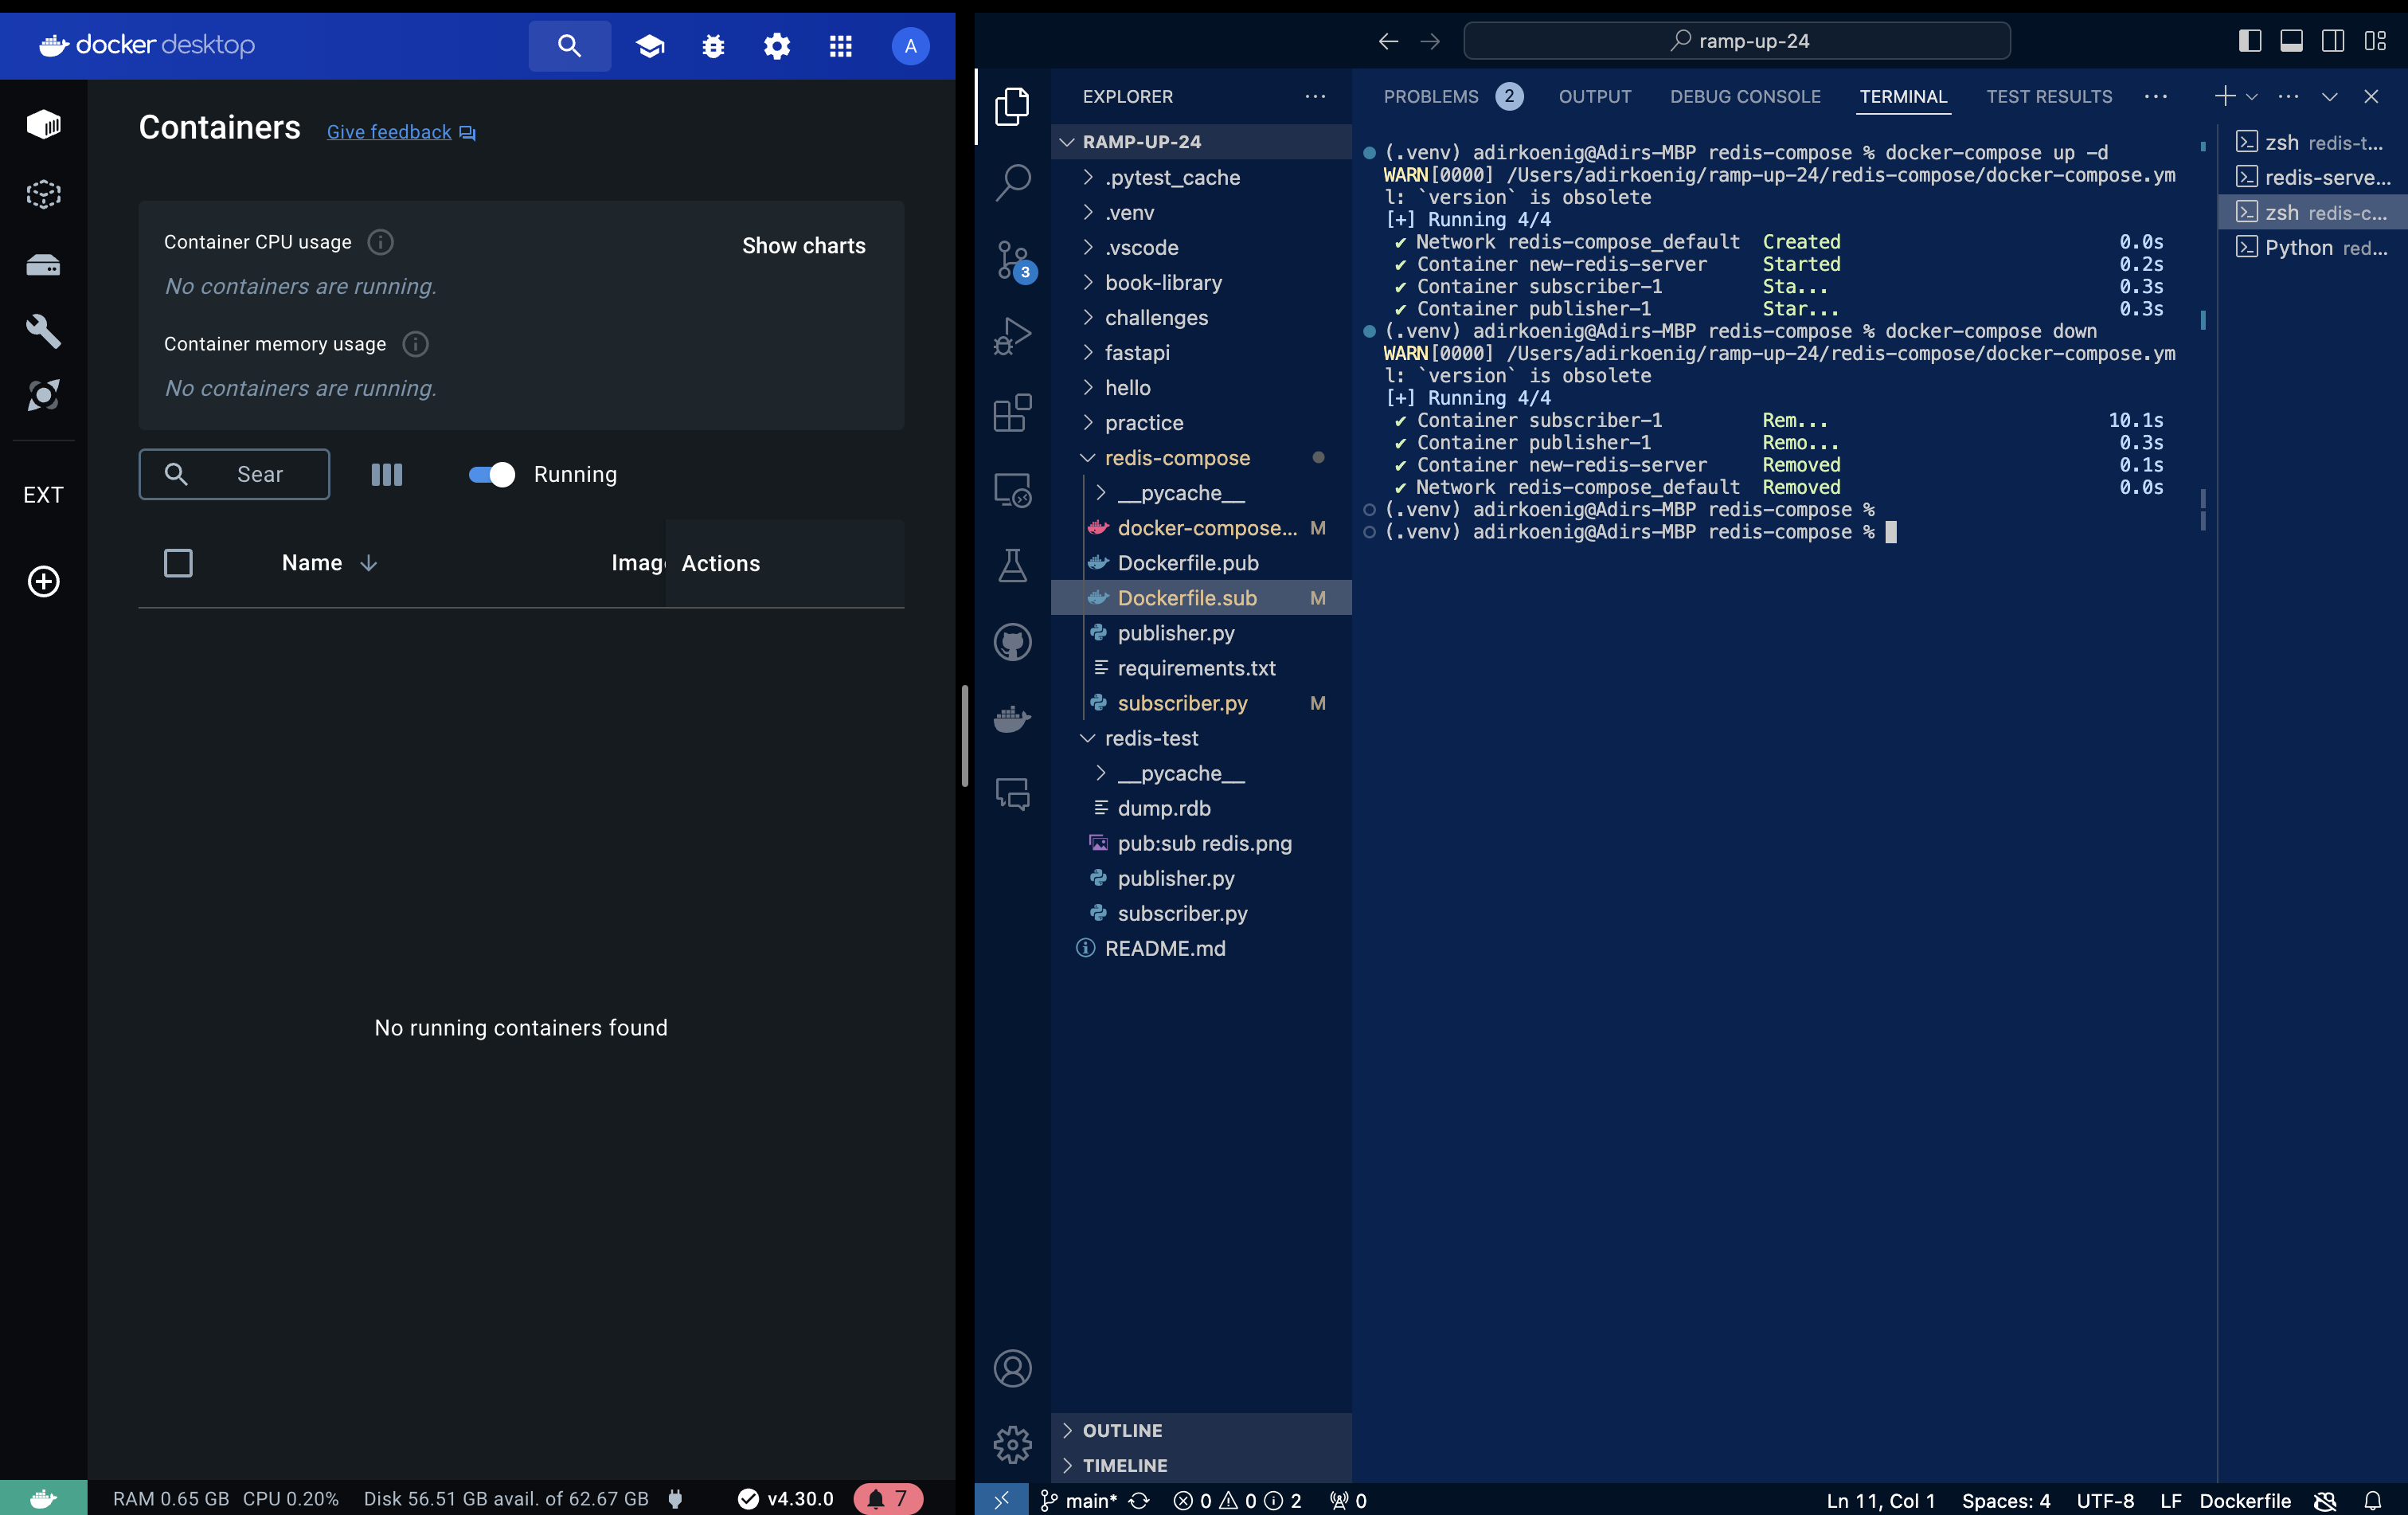 docker desktop
A
Containers
Give feedback
Container CPU usage
Show charts
No containers are running.
Container memory usage
No containers are running.
Sear
Running
EXT
Name
Imag
Actions
No running containers found
RAM 0.65 GB CPU 0.20% Disk 56.51 GB avail. of 62.67 GB
v4.30.0
7
ramp-up-24
EXPLORER
RAMP-UP-24
.pytest_cache
.venv
.vscode
book-library
challenges
fastapi
hello
practice
redis-compose
__pycache__
docker-compose... M
Dockerfile.pub
Dockerfile.sub M
publisher.py
requirements.txt
subscriber.py M
redis-test
__pycache__
dump.rdb
pub:sub redis.png
publisher.py
subscriber.py
README.md
OUTLINE
TIMELINE
3
PROBLEMS 2 OUTPUT DEBUG CONSOLE TERMINAL TEST RESULTS
(.venv) adirkoenig@Adirs-MBP redis-compose % docker-compose up -d
WARN[0000] /Users/adirkoenig/ramp-up-24/redis-compose/docker-compose.ym
l: `version` is obsolete
[+] Running 4/4
✔ Network redis-compose_default Created 0.0s
✔ Container new-redis-server Started 0.2s
✔ Container subscriber-1 Sta... 0.3s
✔ Container publisher-1 Star... 0.3s
(.venv) adirkoenig@Adirs-MBP redis-compose % docker-compose down
WARN[0000] /Users/adirkoenig/ramp-up-24/redis-compose/docker-compose.ym
l: `version` is obsolete
[+] Running 4/4
✔ Container subscriber-1 Rem... 10.1s
✔ Container publisher-1 Remo... 0.3s
✔ Container new-redis-server Removed 0.1s
✔ Network redis-compose_default Removed 0.0s
(.venv) adirkoenig@Adirs-MBP redis-compose %
(.venv) adirkoenig@Adirs-MBP redis-compose %
zsh redis-t...
redis-serve...
zsh redis-c...
Python red...
main* 0 0 2 0
Ln 11, Col 1 Spaces: 4 UTF-8 LF Dockerfile